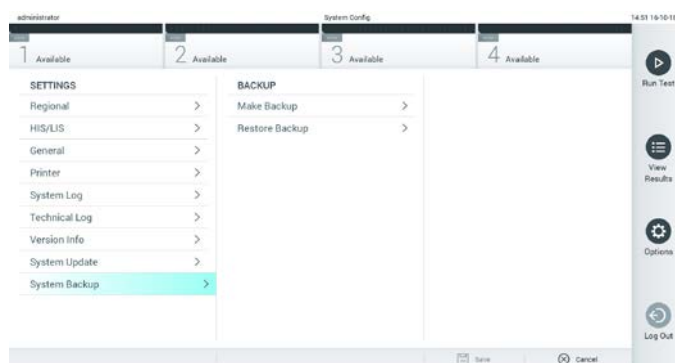 administrator System Config 14:51 16-10-19
1 Available 2 Available 3 Available 4 Available
SETTINGS
Regional
HIS/LIS
General
Printer
System Log
Technical Log
Version Info
System Update
System Backup
BACKUP
Make Backup
Restore Backup
Run Test
View
Results
Options
Log Out
Save Cancel